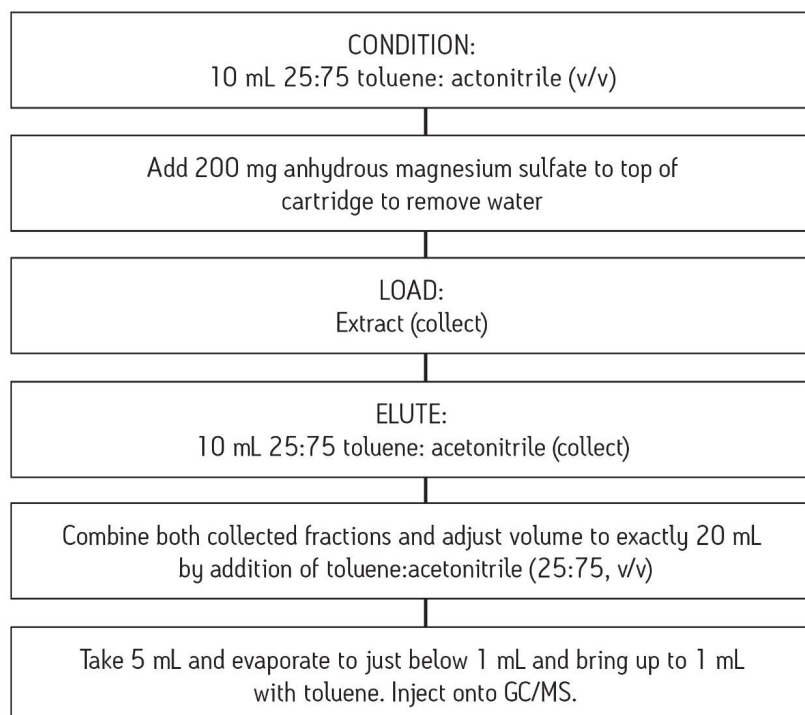 CONDITION:
10 mL 25:75 toluene: actonitrile (v/v)
Add 200 mg anhydrous magnesium sulfate to top of
cartridge to remove water
LOAD:
Extract (collect)
ELUTE:
10 mL 25:75 toluene: acetonitrile (collect)
Combine both collected fractions and adjust volume to exactly 20 mL
by addition of toluene:acetonitrile (25:75, v/v)
Take 5 mL and evaporate to just below 1 mL and bring up to 1 mL
with toluene. Inject onto GC/MS.